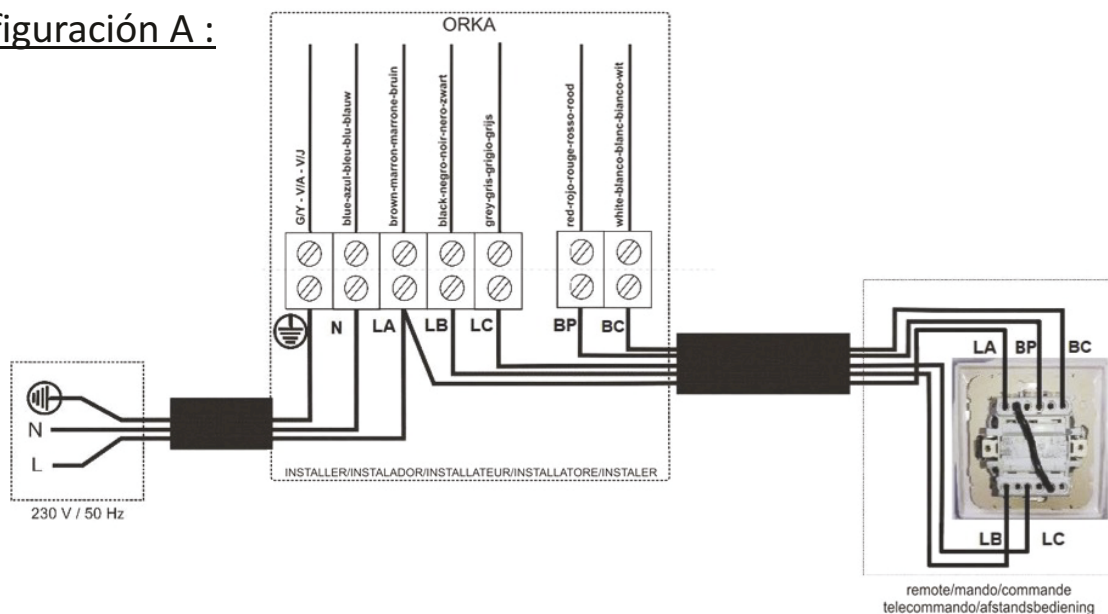 figuración A :
ORKA
G/Y - V/A - V/J
blue-azul-bleu-blu-blauw
brown-marron-marrone-bruin
black-negro-noir-nero-zwart
grey-gris-grigio-grijs
red-rojo-rouge-rosso-rood
white-blanco-blanc-bianco-wit
N
LA
LB
LC
BP
BC
LA
BP
BC
N
L
INSTALLER/INSTALADOR/INSTALLATEUR/INSTALLATORE/INSTALER
230 V / 50 Hz
LB
LC
remote/mando/commande
telecommando/afstandsbediening